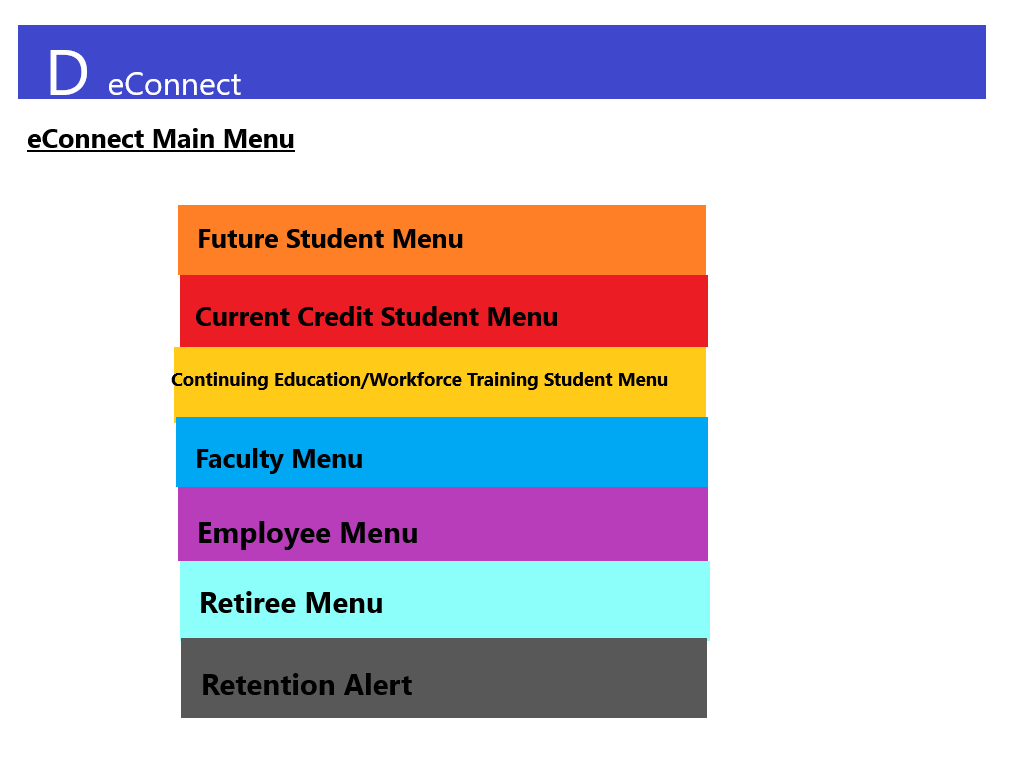 D eConnect
eConnect Main Menu
Future Student Menu
Current Credit Student Menu
Continuing Education/Workforce Training Student Menu
Faculty Menu
Employee Menu
Retiree Menu
Retention Alert